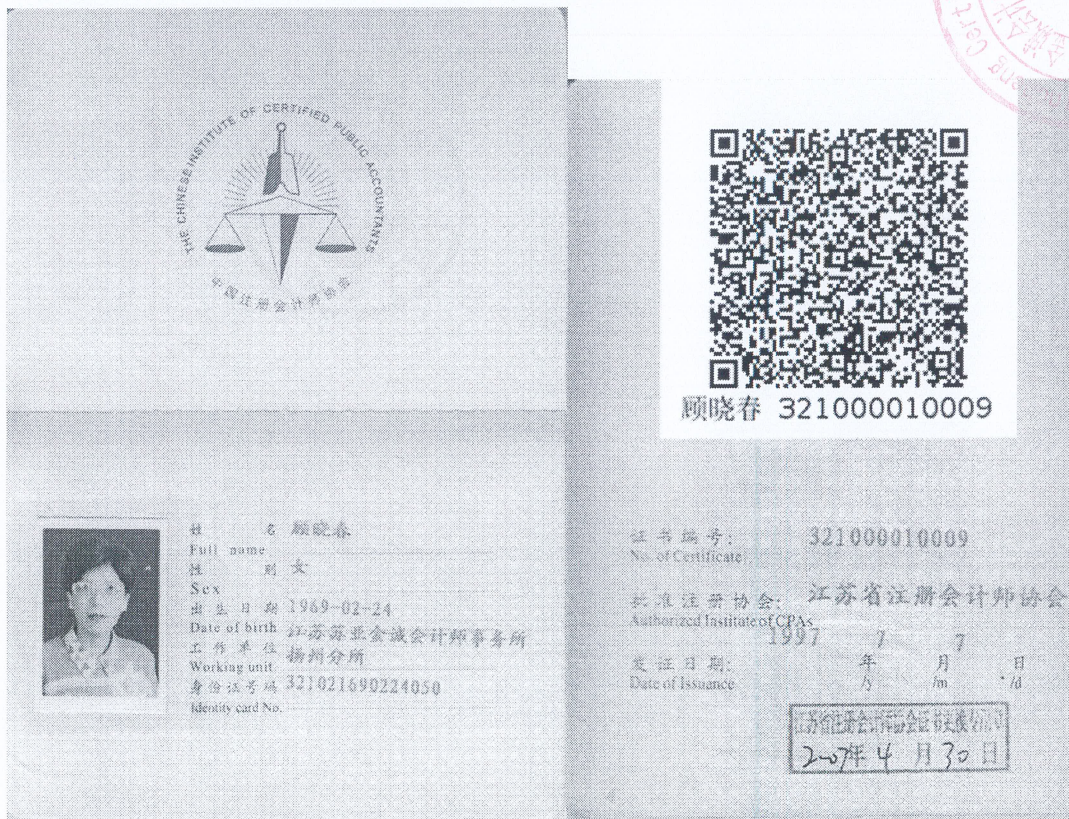 THE CHINESE INSTITUTE OF CERTIFIED PUBLIC ACCOUNTANTS
中国注册会计师协会
姓 名 顾晓春
Full name
性 别 女
Sex
出生日期 1969-02-24
Date of birth
工作单位 江苏苏亚金诚会计师事务所
扬州分所
Working unit
身份证号码 321021690224050
Identity card No.
顾晓春 321000010009
证书编号: 321000010009
No. of Certificate
批准注册协会: 江苏省注册会计师协会
Authorized Institute of CPAs
发证日期: 1997 年 7 月 7 日
Date of Issuance /y /m /d
2007年 4 月 30 日